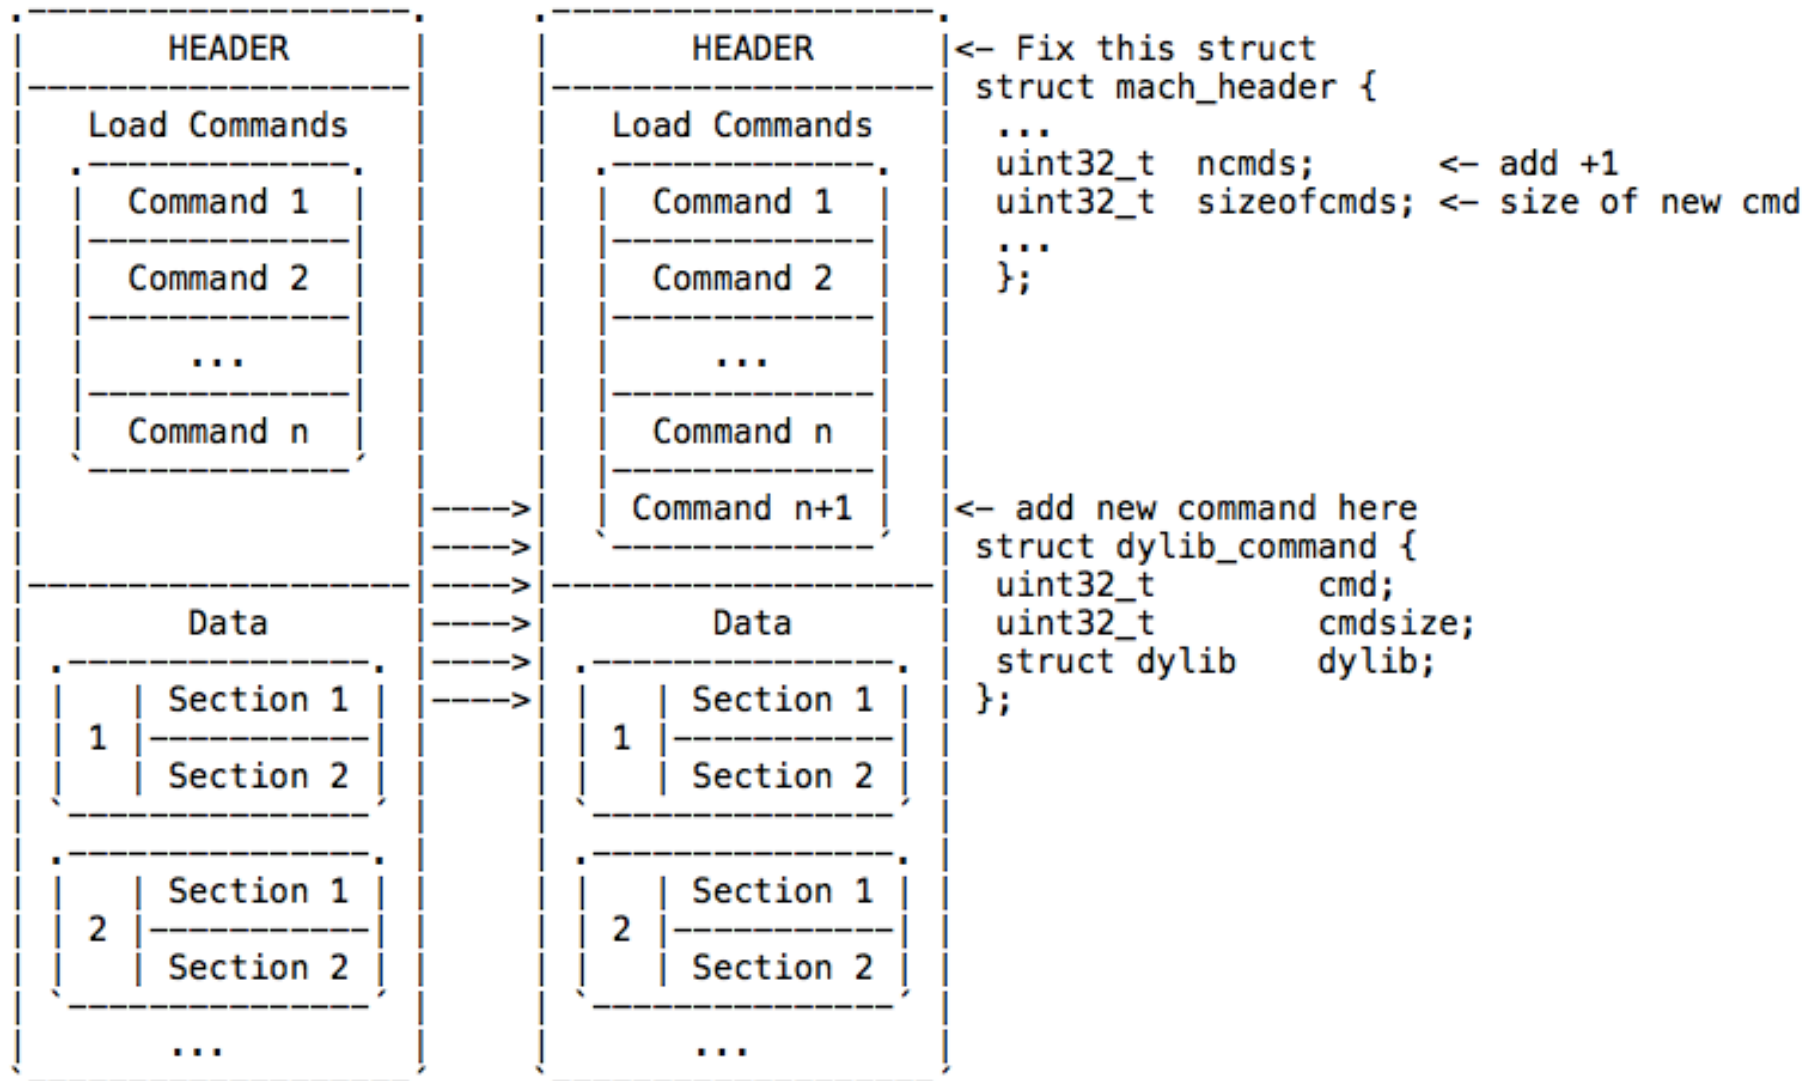 .-------------------.     .-------------------.
|      HEADER       |     |      HEADER       |<- Fix this struct
|-------------------|     |-------------------| struct mach_header {
|   Load Commands   |     |   Load Commands   |  ...
|  .-------------.  |     |  .-------------.  |  uint32_t  ncmds;      <- add +1
|  |  Command 1  |  |     |  |  Command 1  |  |  uint32_t  sizeofcmds; <- size of new cmd
|  |-------------|  |     |  |-------------|  |  ...
|  |  Command 2  |  |     |  |  Command 2  |  |  };
|  |-------------|  |     |  |-------------|  |
|  |     ...     |  |     |  |     ...     |  |
|  |-------------|  |     |  |-------------|  |
|  |  Command n  |  |     |  |  Command n  |  |
|  `-------------´  |     |  |-------------|  |
|                   |---->|  | Command n+1 |  |<- add new command here
|                   |---->|  `-------------´  | struct dylib_command {
|-------------------|---->|-------------------|  uint32_t        cmd;
|       Data        |---->|       Data        |  uint32_t        cmdsize;
| .---------------. |---->| .---------------. |  struct dylib    dylib;
| |   | Section 1 | |---->| |   | Section 1 | | };
| | 1 |-----------| |     | | 1 |-----------| |
| |   | Section 2 | |     | |   | Section 2 | |
| `---------------´ |     | `---------------´ |
| .---------------. |     | .---------------. |
| |   | Section 1 | |     | |   | Section 1 | |
| | 2 |-----------| |     | | 2 |-----------| |
| |   | Section 2 | |     | |   | Section 2 | |
| `---------------´ |     | `---------------´ |
|       ...         |     |       ...         |
`-------------------´     `-------------------´